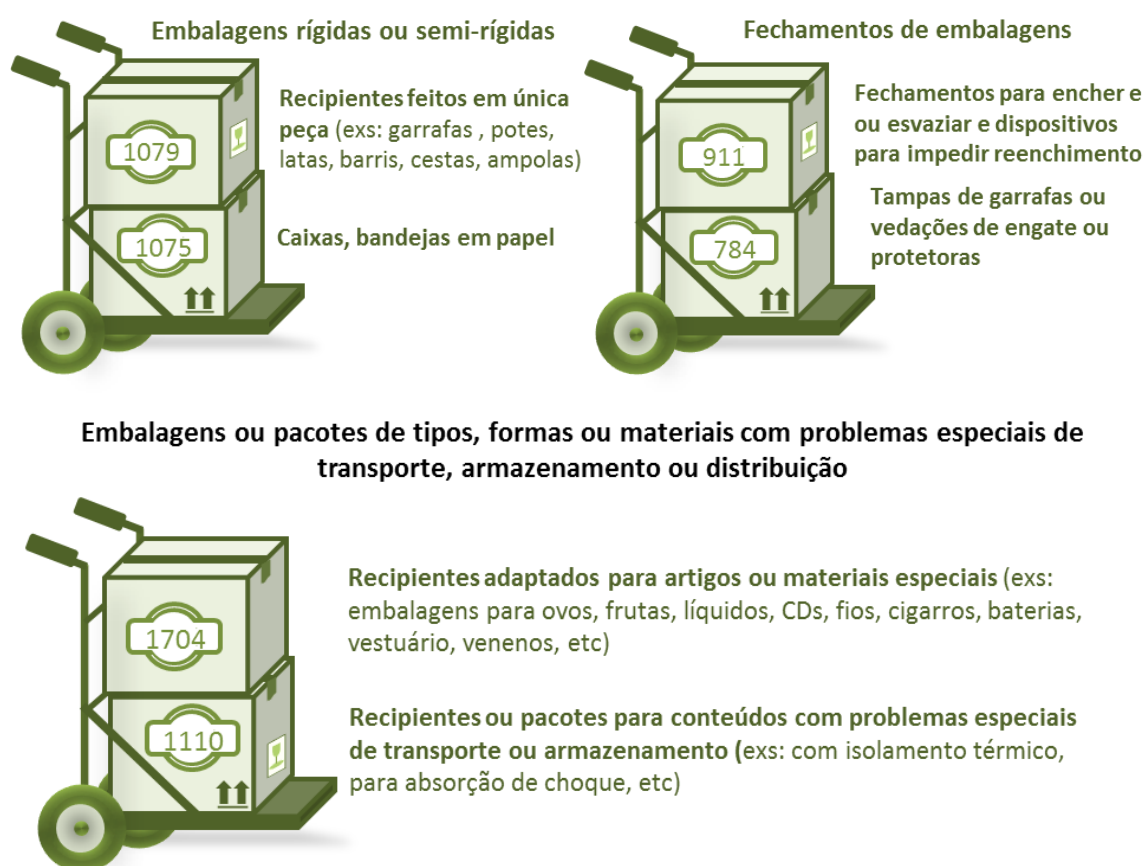 Embalagens rígidas ou semi-rígidas
1079
Recipientes feitos em única
peça (exs: garrafas , potes,
latas, barris, cestas, ampolas)
1075
Caixas, bandejas em papel
Fechamentos de embalagens
911
Fechamentos para encher e
ou esvaziar e dispositivos
para impedir reenchimento
784
Tampas de garrafas ou
vedações de engate ou
protetoras
Embalagens ou pacotes de tipos, formas ou materiais com problemas especiais de
transporte, armazenamento ou distribuição
1704
Recipientes adaptados para artigos ou materiais especiais (exs:
embalagens para ovos, frutas, líquidos, CDs, fios, cigarros, baterias,
vestuário, venenos, etc)
1110
Recipientes ou pacotes para conteúdos com problemas especiais
de transporte ou armazenamento (exs: com isolamento térmico,
para absorção de choque, etc)